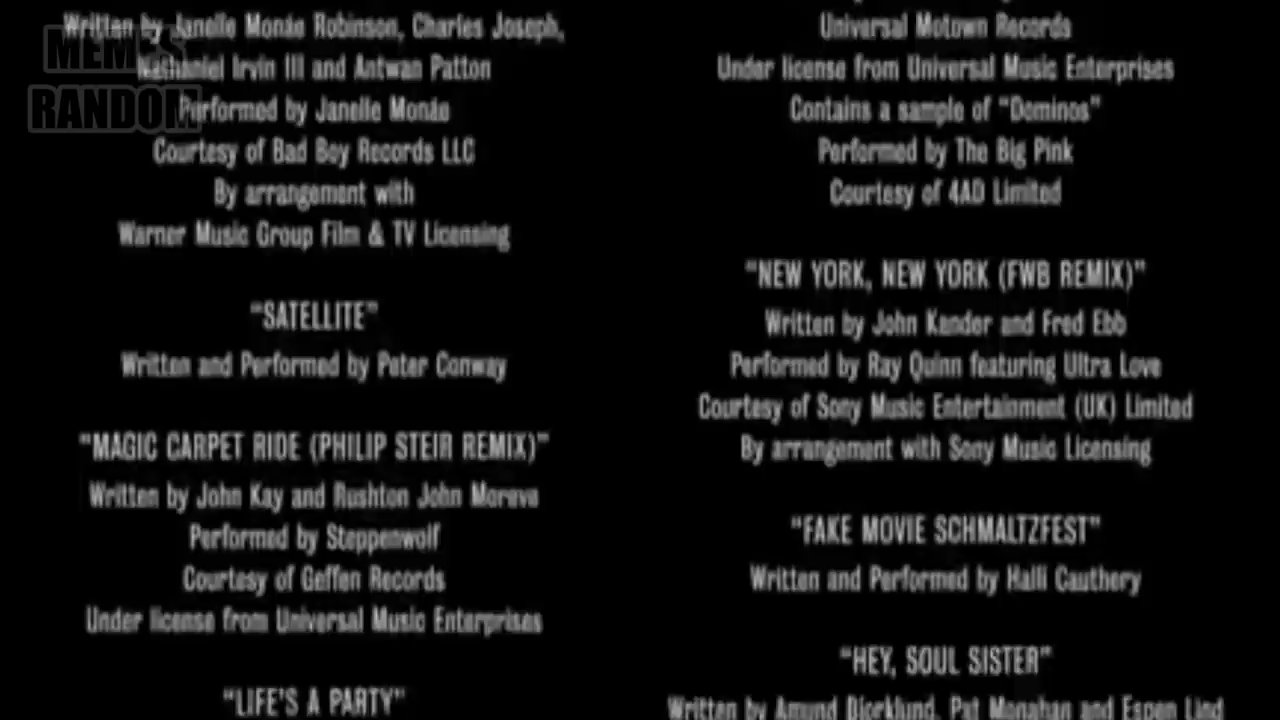 MEMES
RANDOM
Written by Janelle Monáe Robinson, Charles Joseph,
Nathaniel Irvin III and Antwan Patton
Performed by Janelle Monáe
Courtesy of Bad Boy Records LLC
By arrangement with
Warner Music Group Film & TV Licensing
"SATELLITE"
Written and Performed by Peter Conway
"MAGIC CARPET RIDE (PHILIP STEIR REMIX)"
Written by John Kay and Rushton John Moreve
Performed by Steppenwolf
Courtesy of Geffen Records
Under license from Universal Music Enterprises
"LIFE'S A PARTY"
Universal Motown Records
Under license from Universal Music Enterprises
Contains a sample of "Dominos"
Performed by The Big Pink
Courtesy of 4AD Limited
"NEW YORK, NEW YORK (FWB REMIX)"
Written by John Kander and Fred Ebb
Performed by Ray Quinn featuring Ultra Love
Courtesy of Sony Music Entertainment (UK) Limited
By arrangement with Sony Music Licensing
"FAKE MOVIE SCHMALTZFEST"
Written and Performed by Halli Cauthery
"HEY, SOUL SISTER"
Written by Amund Bjorklund, Pat Monahan and Espen Lind